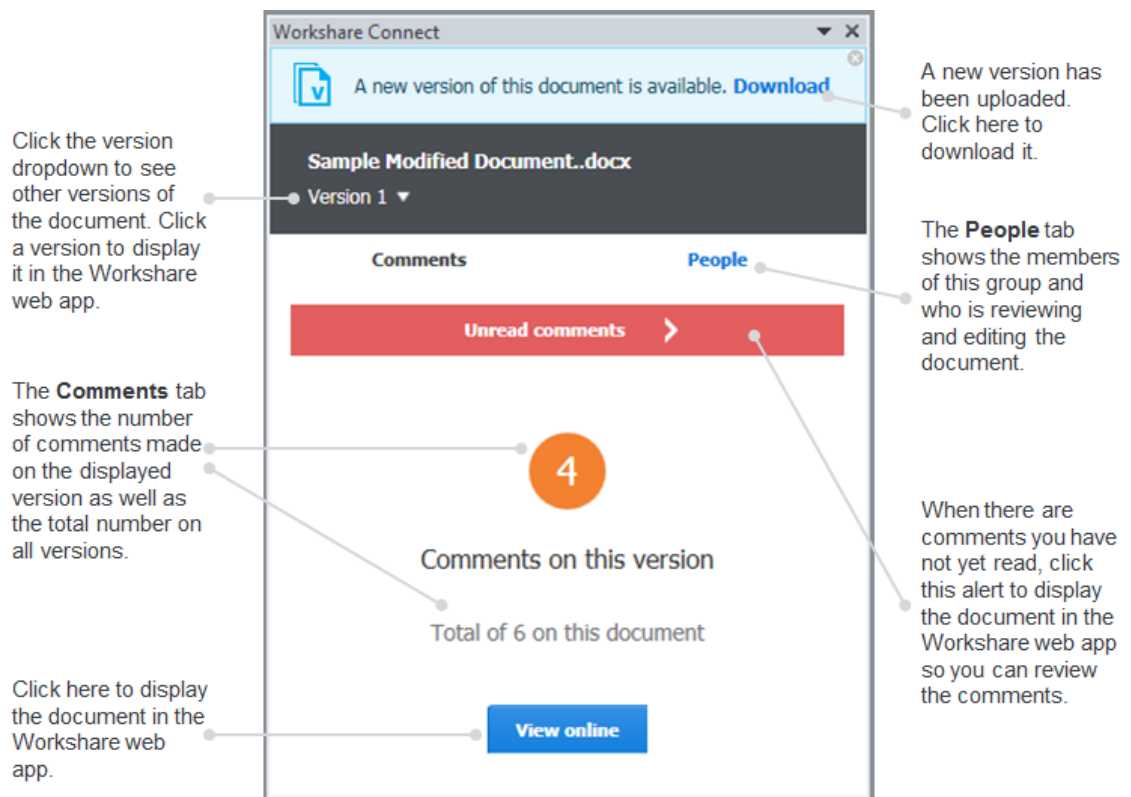 Workshare Connect
A new version of this document is available. Download
Sample Modified Document..docx
Version 1
Comments
People
Unread comments
4
Comments on this version
Total of 6 on this document
View online
Click the version
dropdown to see
other versions of
the document. Click
a version to display
it in the Workshare
web app.
The Comments tab
shows the number
of comments made
on the displayed
version as well as
the total number on
all versions.
Click here to display
the document in the
Workshare web
app.
A new version has
been uploaded.
Click here to
download it.
The People tab
shows the members
of this group and
who is reviewing
and editing the
document.
When there are
comments you have
not yet read, click
this alert to display
the document in the
Workshare web app
so you can review
the comments.